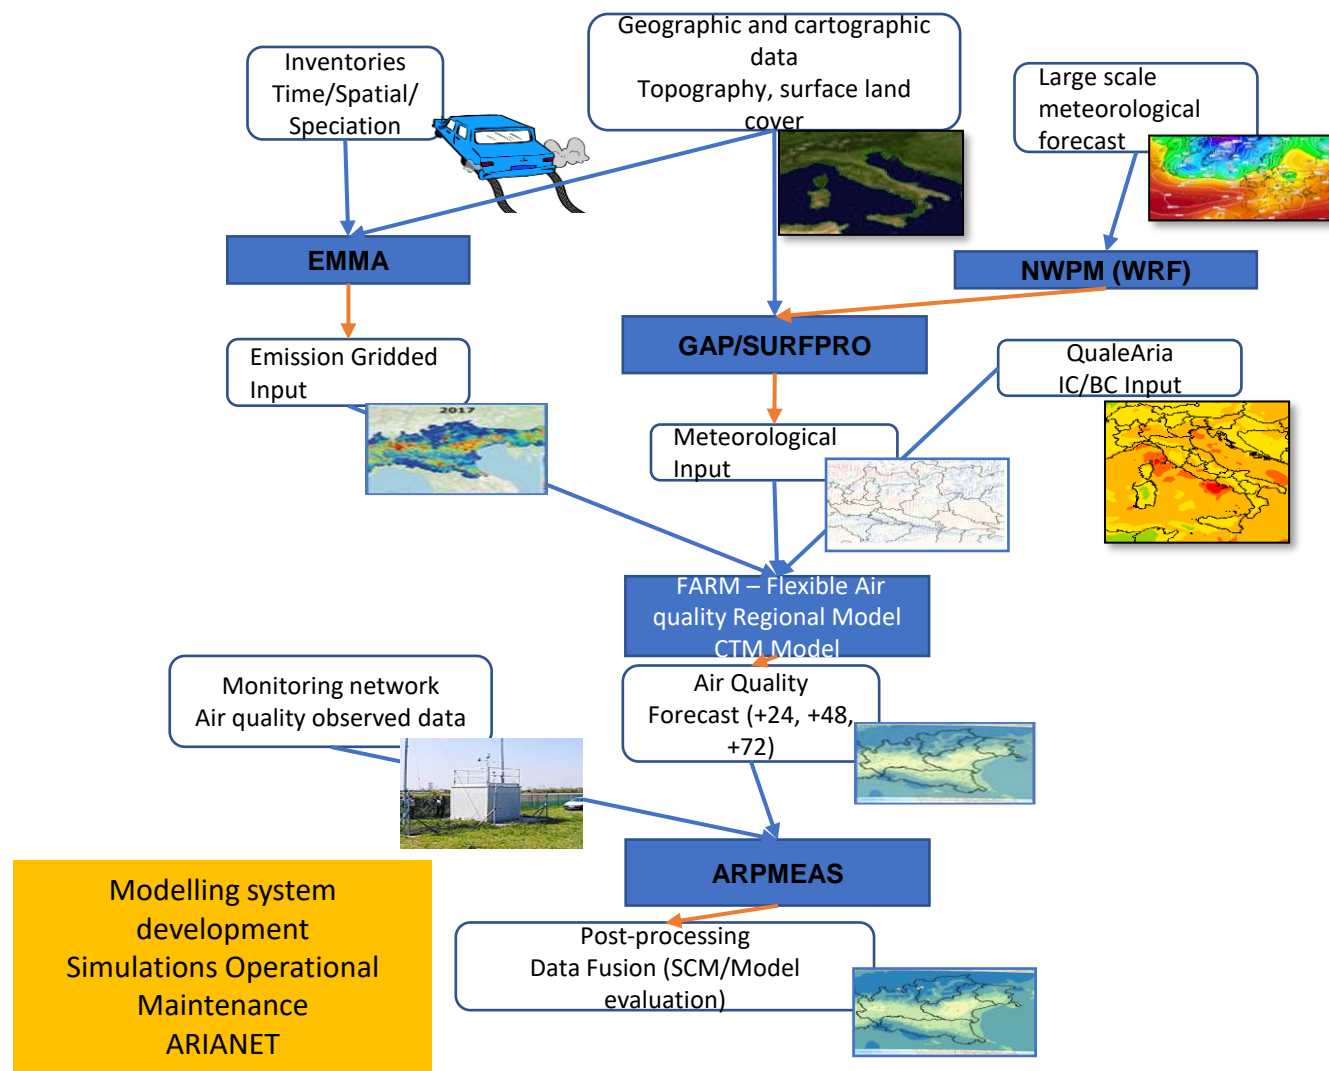 Inventories
Time/Spatial/
Speciation
Geographic and cartographic
data
Topography, surface land
cover
Large scale
meteorological
forecast
EMMA
NWPM (WRF)
GAP/SURFPRO
Emission Gridded
Input
2017
QualeAria
IC/BC Input
Meteorological
Input
FARM – Flexible Air
quality Regional Model
CTM Model
Monitoring network
Air quality observed data
Air Quality
Forecast (+24, +48,
+72)
ARPMEAS
Modelling system
development
Simulations Operational
Maintenance
ARIANET
Post-processing
Data Fusion (SCM/Model
evaluation)